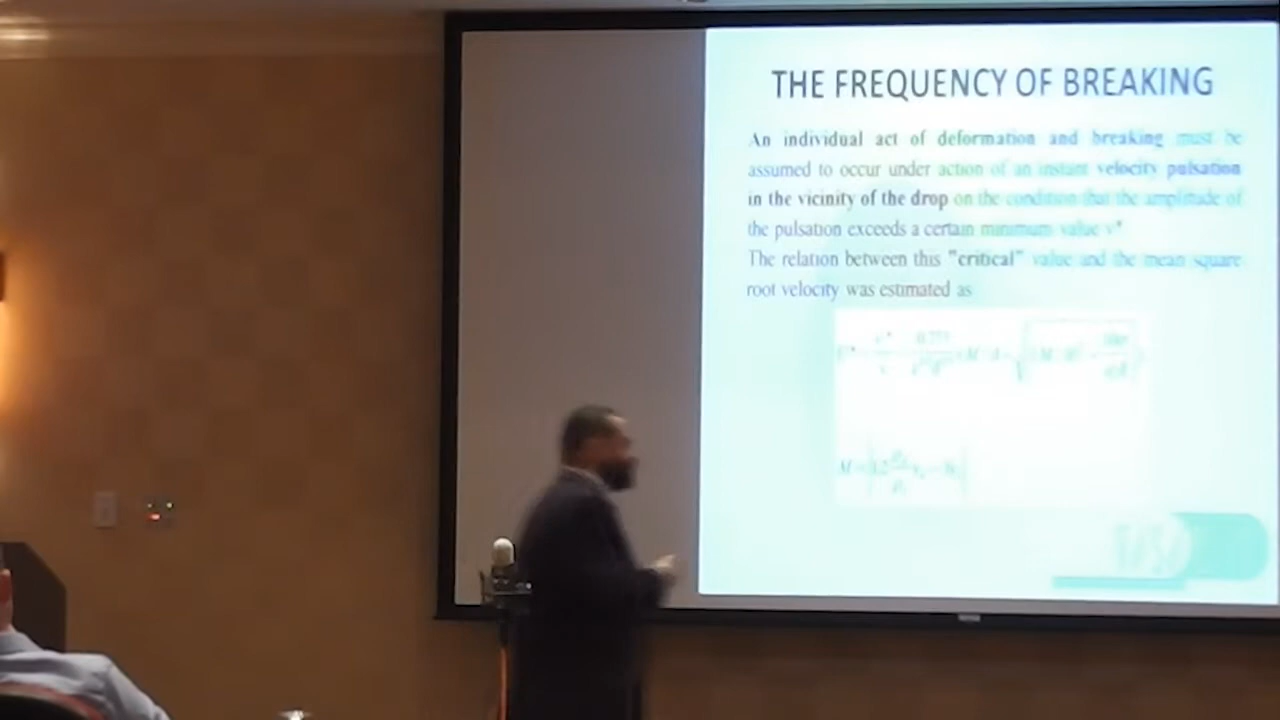 THE FREQUENCY OF BREAKING
An individual act of deformation and breaking must be
assumed to occur under action of an instant velocity pulsation
in the vicinity of the drop on the condition that the amplitude of
the pulsation exceeds a certain minimum value v*
The relation between this "critical" value and the mean square
root velocity was estimated as